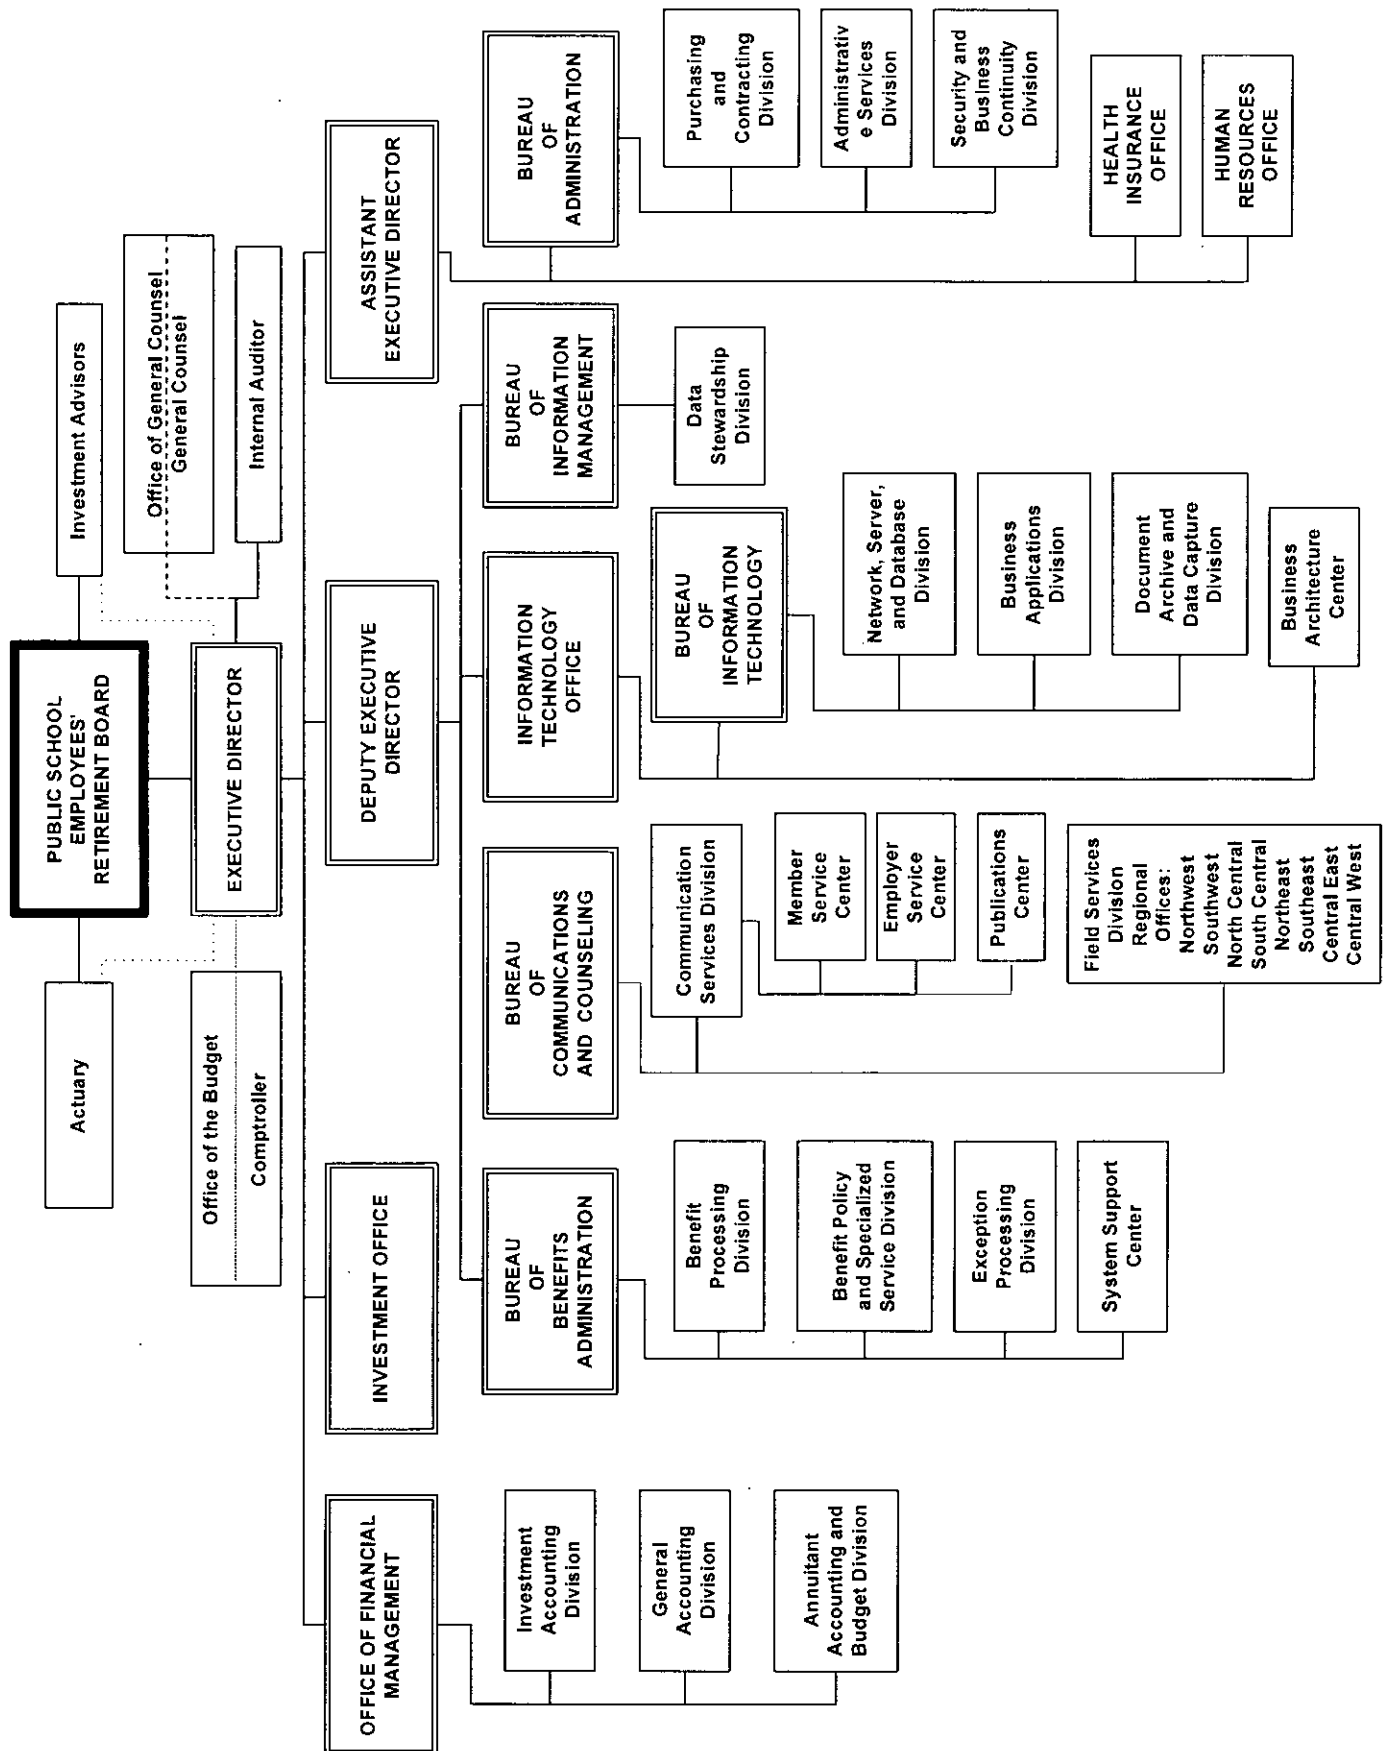 PUBLIC SCHOOL
EMPLOYEES'
RETIREMENT BOARD
Actuary
Investment Advisors
EXECUTIVE DIRECTOR
Office of the Budget
Comptroller
Office of General Counsel
General Counsel
Internal Auditor
OFFICE OF FINANCIAL
MANAGEMENT
INVESTMENT OFFICE
DEPUTY EXECUTIVE
DIRECTOR
ASSISTANT
EXECUTIVE DIRECTOR
Investment
Accounting
Division
General
Accounting
Division
Annuitant
Accounting and
Budget Division
BUREAU
OF
BENEFITS
ADMINISTRATION
Benefit
Processing
Division
Benefit Policy
and Specialized
Service Division
Exception
Processing
Division
System Support
Center
BUREAU
OF
COMMUNICATIONS
AND COUNSELING
Communication
Services Division
Member
Service
Center
Employer
Service
Center
Publications
Center
Field Services
Division
Regional
Offices:
Northwest
Southwest
North Central
South Central
Northeast
Southeast
Central East
Central West
INFORMATION
TECHNOLOGY
OFFICE
BUREAU
OF
INFORMATION
TECHNOLOGY
Network, Server,
and Database
Division
Business
Applications
Division
Document
Archive and
Data Capture
Division
Business
Architecture
Center
BUREAU
OF
INFORMATION
MANAGEMENT
Data
Stewardship
Division
BUREAU
OF
ADMINISTRATION
Purchasing
and
Contracting
Division
Administrativ
e Services
Division
Security and
Business
Continuity
Division
HEALTH
INSURANCE
OFFICE
HUMAN
RESOURCES
OFFICE